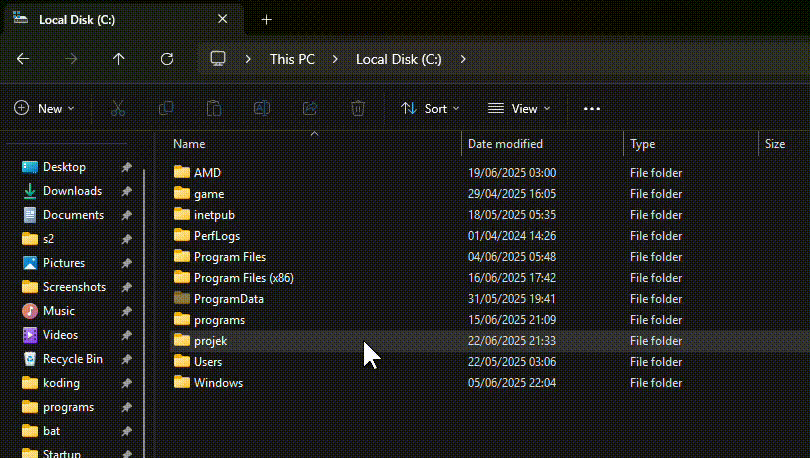 Local Disk (C:)
This PC Local Disk (C:)
New Sort View
Name Date modified Type Size
Desktop
Downloads
Documents
s2
Pictures
Screenshots
Music
Videos
Recycle Bin
koding
programs
bat
Startup
AMD 19/06/2025 03:00 File folder
game 29/04/2025 16:05 File folder
inetpub 18/05/2025 05:35 File folder
PerfLogs 01/04/2024 14:26 File folder
Program Files 04/06/2025 05:48 File folder
Program Files (x86) 16/06/2025 17:42 File folder
ProgramData 31/05/2025 19:41 File folder
programs 15/06/2025 21:09 File folder
projek 22/06/2025 21:33 File folder
Users 22/05/2025 03:06 File folder
Windows 05/06/2025 22:04 File folder